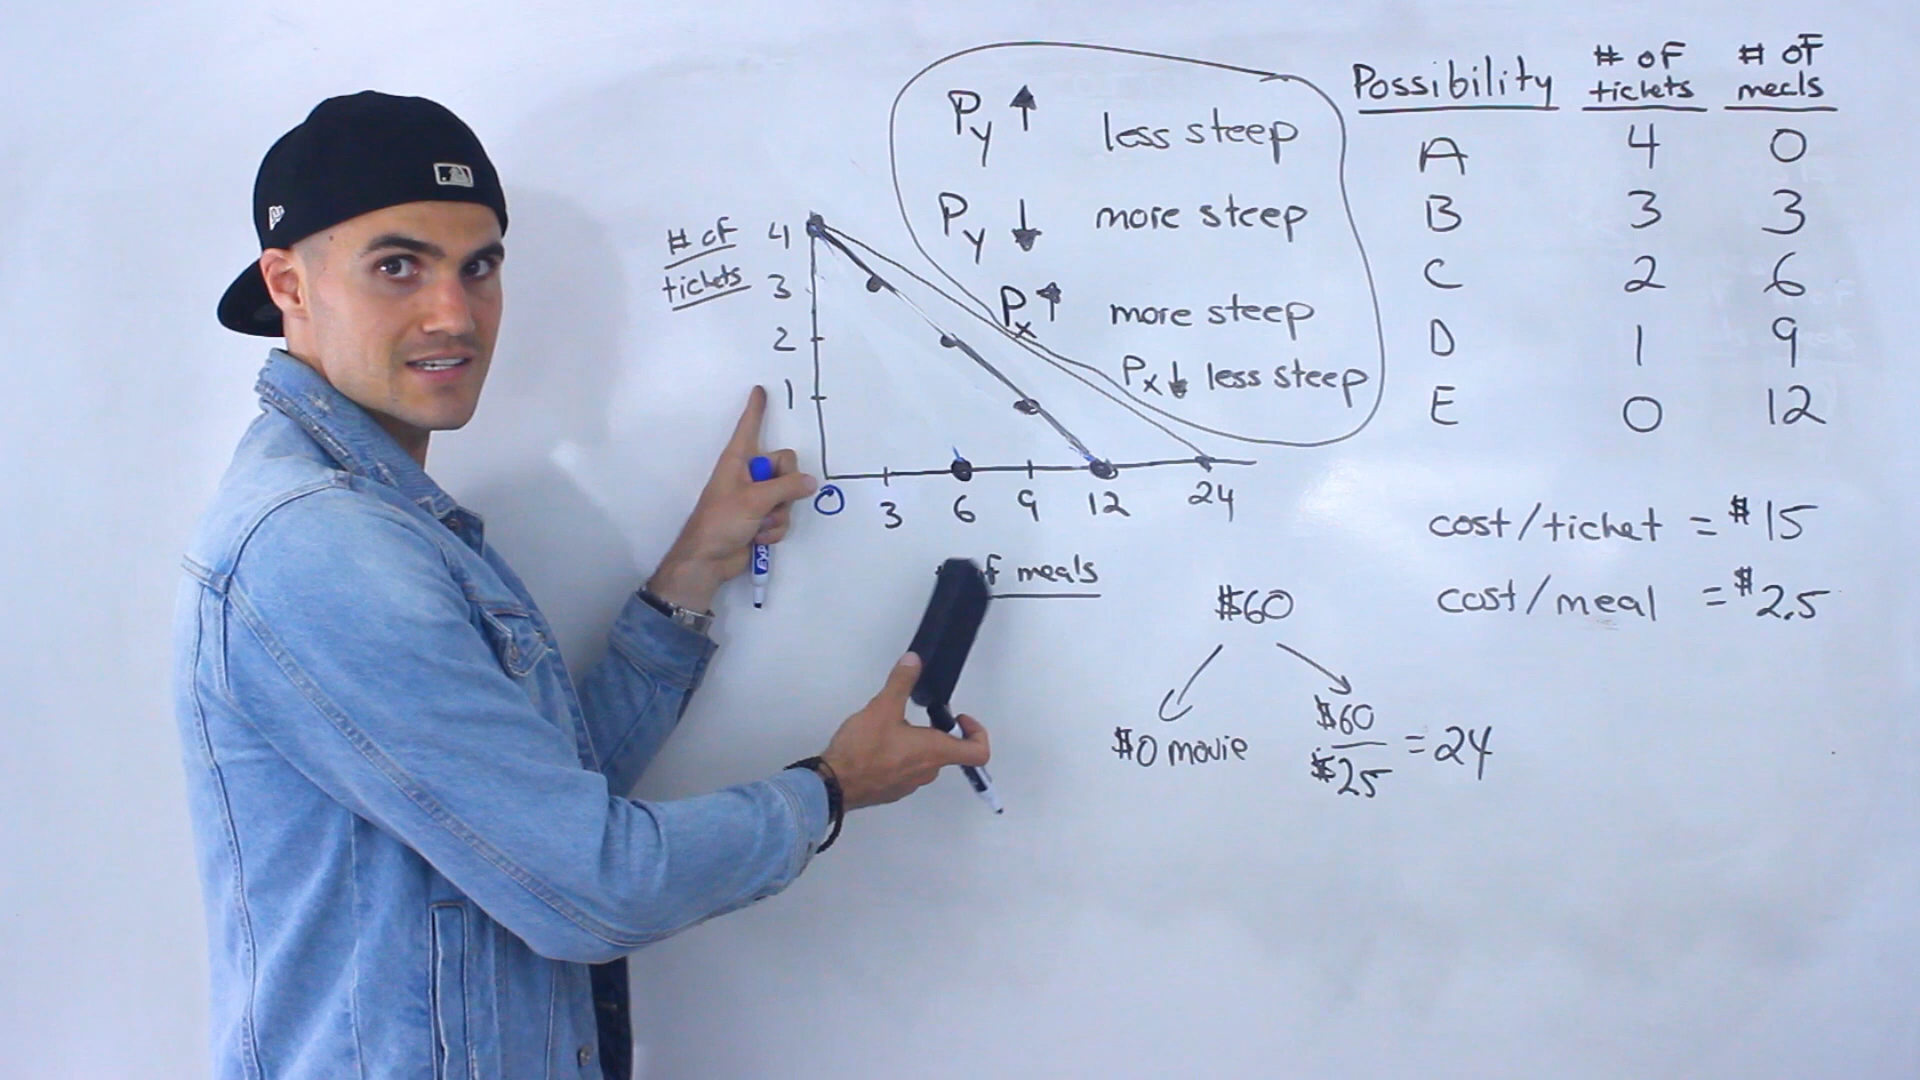 Py ↑ less steep
Py ↓ more steep
Px ↑ more steep
Px ↓ less steep
# of
tickets
4
3
2
1
0 3 6 9 12 24
of meals
Possibility # of tickets # of meals
A 4 0
B 3 3
C 2 6
D 1 9
E 0 12
cost/ticket = $15
cost/meal = $2.5
$60
$0 movie
$60
$2.5
= 24